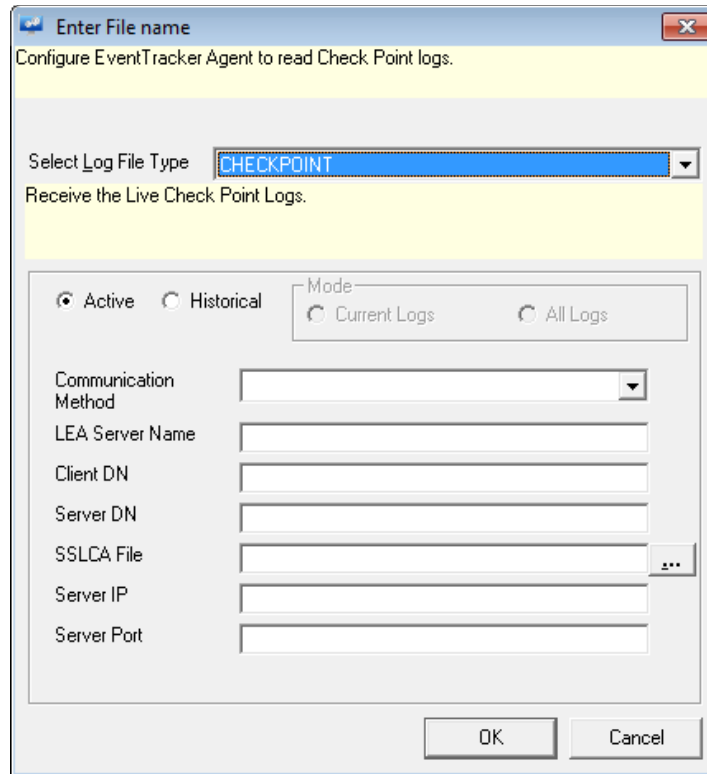 Enter File name
Configure EventTracker Agent to read Check Point logs.
Select Log File Type CHECKPOINT
Receive the Live Check Point Logs.
Mode
Active Historical Current Logs All Logs
Communication
Method
LEA Server Name
Client DN
Server DN
SSLCA File ...
Server IP
Server Port
OK Cancel